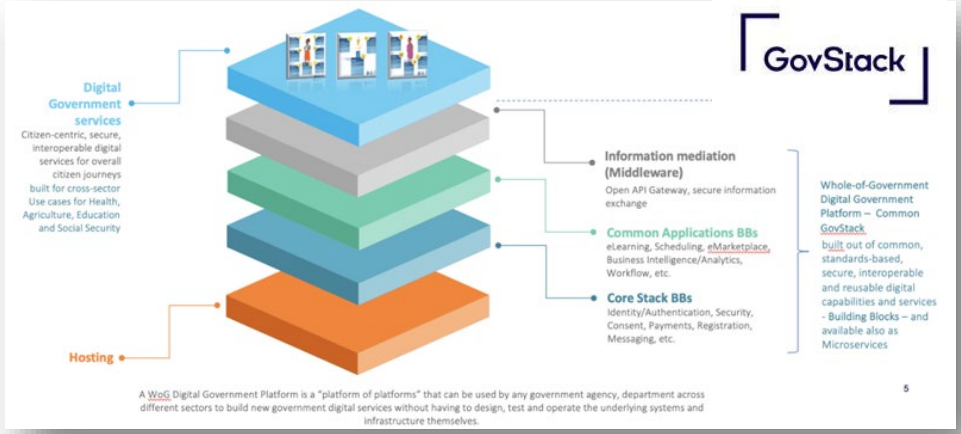 GovStack
Digital
Government
services
Citizen-centric, secure,
interoperable digital
services for overall
citizen journeys
built for cross-sector
Use cases for Health,
Agriculture, Education
and Social Security
Hosting
Information mediation
(Middleware)
Open API Gateway, secure information
exchange
Common Applications BBs
eLearning, Scheduling, eMarketplace,
Business Intelligence/Analytics,
Workflow, etc.
Core Stack BBs
Identity/Authentication, Security,
Consent, Payments, Registration,
Messaging, etc.
Whole-of-Government
Digital Government
Platform – Common
GovStack
built out of common,
standards-based,
secure, interoperable
and reusable digital
capabilities and services
- Building Blocks – and
available also as
Microservices
A WoG Digital Government Platform is a "platform of platforms" that can be used by any government agency, department across
different sectors to build new government digital services without having to design, test and operate the underlying systems and
infrastructure themselves.
5